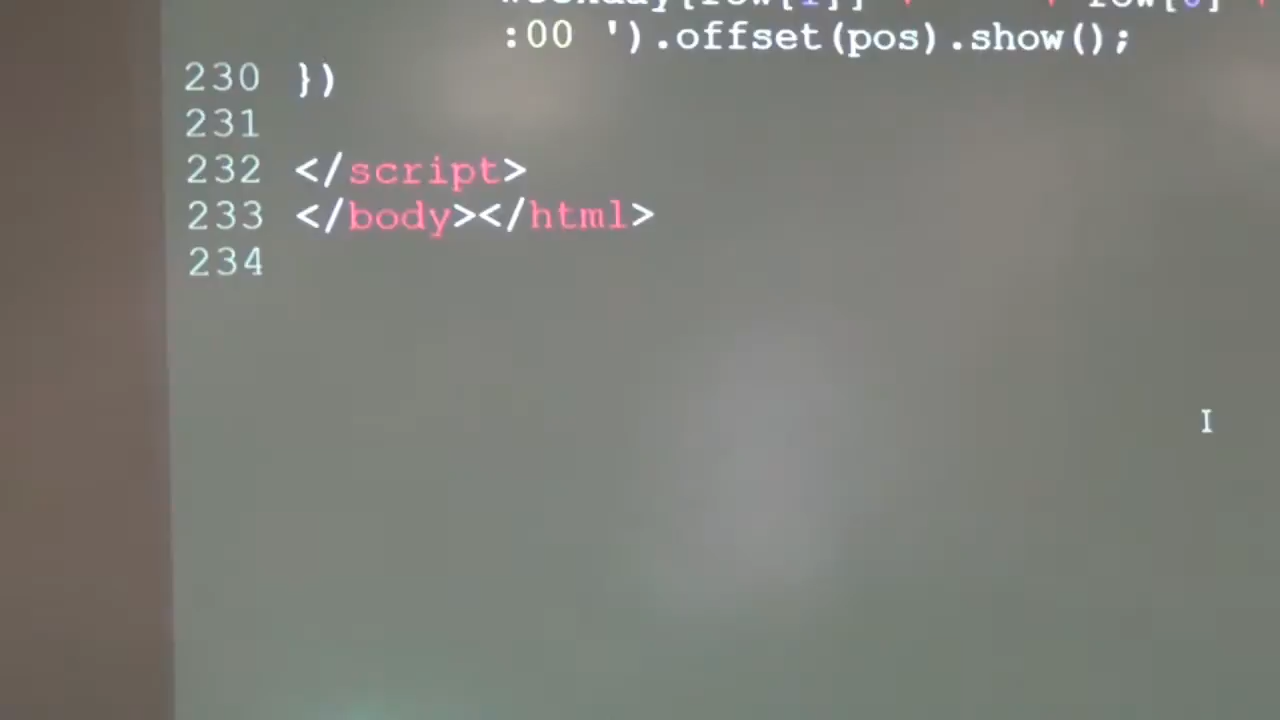 :00 ').offset(pos).show();
230 })
231
232 </script>
233 </body></html>
234